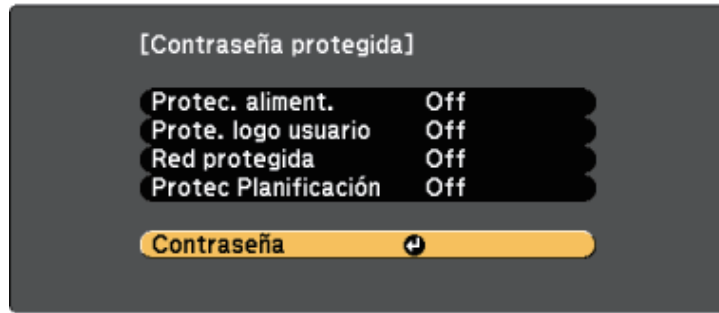 [Contraseña protegida]
Protec. aliment. Off
Prote. logo usuario Off
Red protegida Off
Protec Planificación Off
Contraseña